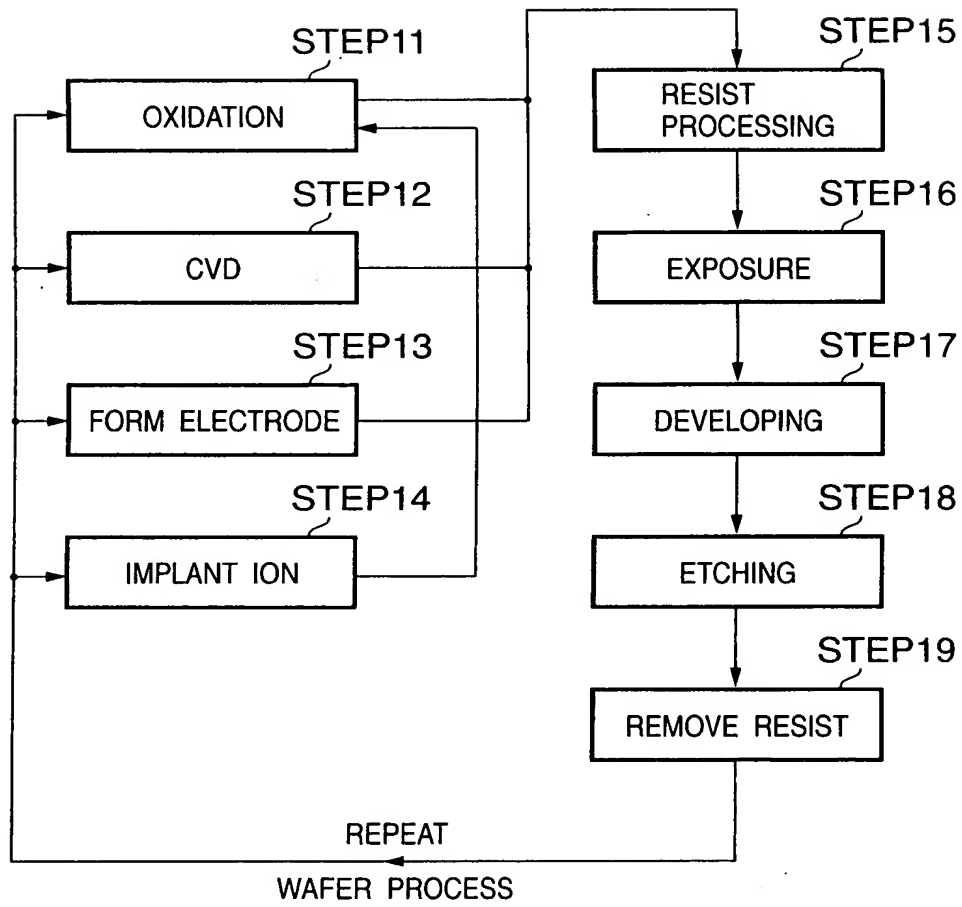 STEP11
OXIDATION
STEP12
CVD
STEP13
FORM ELECTRODE
STEP14
IMPLANT ION
STEP15
RESIST
PROCESSING
STEP16
EXPOSURE
STEP17
DEVELOPING
STEP18
ETCHING
STEP19
REMOVE RESIST
REPEAT
WAFER PROCESS